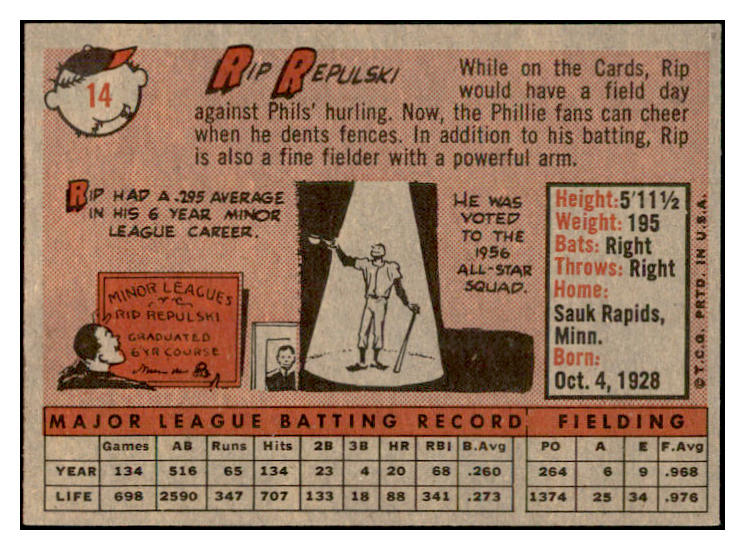 14
RIP REPULSKI
While on the Cards, Rip
would have a field day
against Phils' hurling. Now, the Phillie fans can cheer
when he dents fences. In addition to his batting, Rip
is also a fine fielder with a powerful arm.
RIP HAD A .295 AVERAGE
IN HIS 6 YEAR MINOR
LEAGUE CAREER.
MINOR LEAGUES
RIP REPULSKI
GRADUATED
6 YR COURSE
HE WAS
VOTED
TO THE
1956
ALL-STAR
SQUAD.
Height: 5'11½
Weight: 195
Bats: Right
Throws: Right
Home:
Sauk Rapids,
Minn.
Born:
Oct. 4, 1928
© T.C.G. PRTD. IN U.S.A.
MAJOR LEAGUE BATTING RECORD FIELDING
Games AB Runs Hits 2B 3B HR RBI B.Avg PO A E F.Avg
YEAR 134 516 65 134 23 4 20 68 .260 264 6 9 .968
LIFE 698 2590 347 707 133 18 88 341 .273 1374 25 34 .976